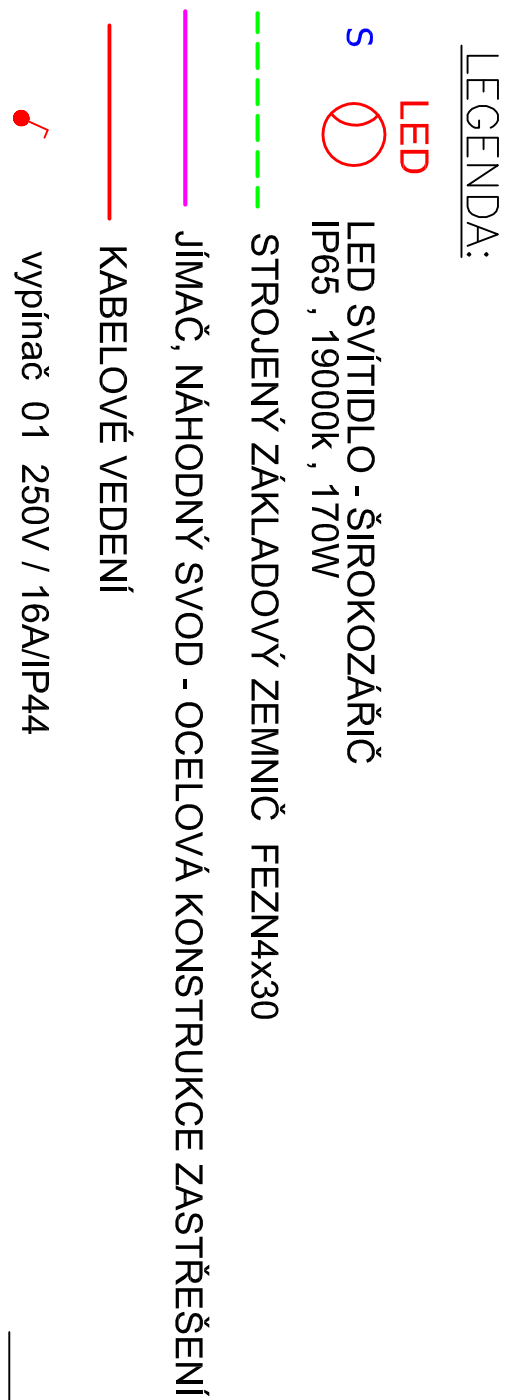 LEGENDA:
LED
S
LED SVÍTIDLO - ŠIROKOZÁŘIČ
IP65 , 19000k , 170W
STROJENÝ ZÁKLADOVÝ ZEMNIČ FEZN4x30
JÍMAČ, NÁHODNÝ SVOD - OCELOVÁ KONSTRUKCE ZASTŘEŠENÍ
KABELOVÉ VEDENÍ
vypínač 01 250V / 16A/IP44